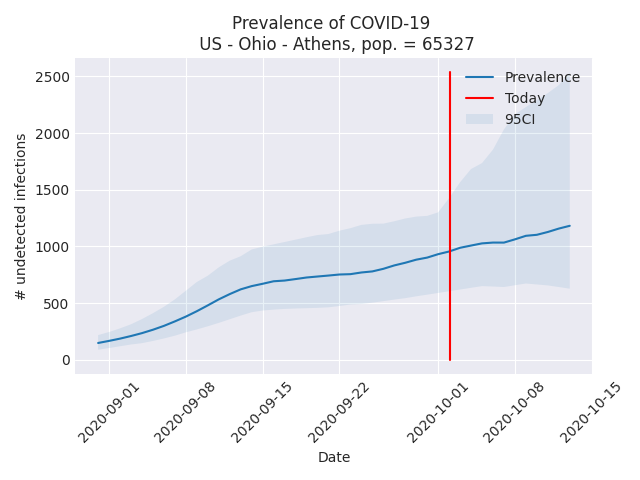 Prevalence of COVID-19
US - Ohio - Athens, pop. = 65327
Prevalence
Today
95CI
# undetected infections
2500
2000
1500
1000
500
0
2020-09-01
2020-09-08
2020-09-15
2020-09-22
2020-10-01
2020-10-08
2020-10-15
Date